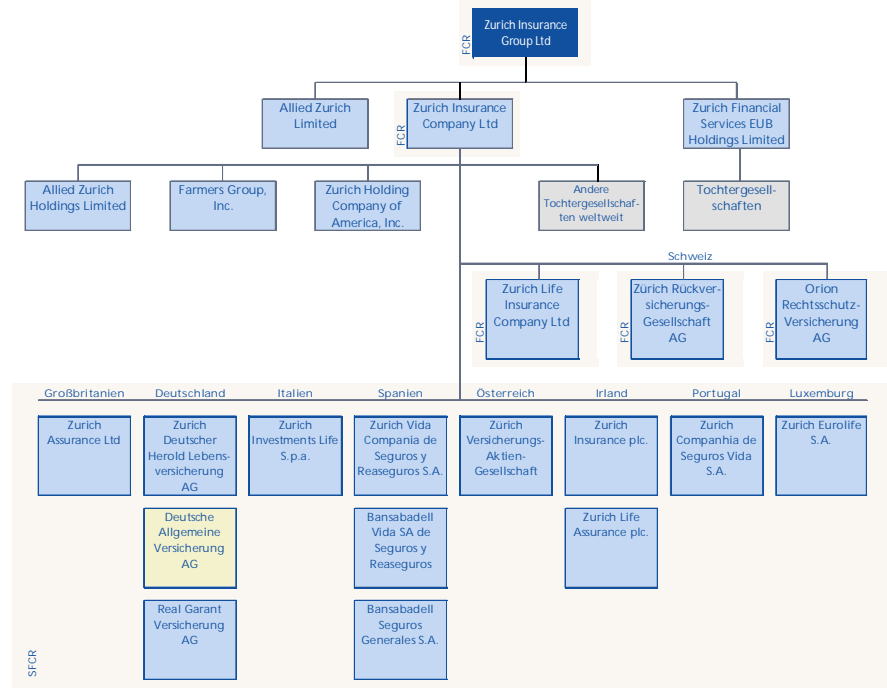 Zurich Insurance
Group Ltd
FCR
Allied Zurich
Limited
Zurich Insurance
Company Ltd
FCR
Zurich Financial
Services EUB
Holdings Limited
Allied Zurich
Holdings Limited
Farmers Group,
Inc.
Zurich Holding
Company of
America, Inc.
Andere
Tochtergesellschaf-
ten weltweit
Tochtergesell-
schaften
Schweiz
Zurich Life
Insurance
Company Ltd
FCR
Zürich Rückver-
sicherungs-
Gesellschaft
AG
FCR
Orion
Rechtsschutz-
Versicherung
AG
FCR
Großbritanien
Deutschland
Italien
Spanien
Österreich
Irland
Portugal
Luxemburg
Zurich
Assurance Ltd
Zurich
Deutscher
Herold Lebens-
versicherung
AG
Zurich
Investments Life
S.p.a.
Zurich Vida
Compania de
Seguros y
Reaseguros S.A.
Zürich
Versicherungs-
Aktien-
Gesellschaft
Zurich
Insurance plc.
Zurich
Companhia de
Seguros Vida
S.A.
Zurich Eurolife
S.A.
Deutsche
Allgemeine
Versicherung
AG
Bansabadell
Vida SA de
Seguros y
Reaseguros
Zurich Life
Assurance plc.
Real Garant
Versicherung
AG
Bansabadell
Seguros
Generales S.A.
SFCR